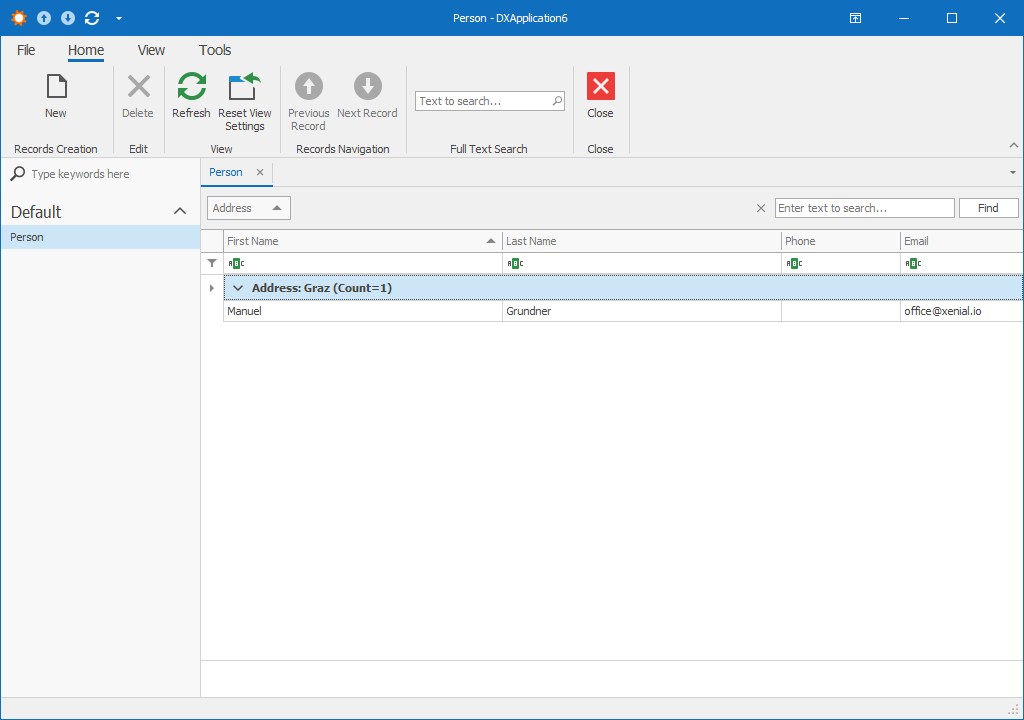 Person - DXApplication6
File Home View Tools
New
Delete
Refresh
Reset View
Settings
Previous
Record
Next Record
Text to search...
Close
Records Creation
Edit
View
Records Navigation
Full Text Search
Close
Type keywords here
Default
Person
Person
Address
Enter text to search...
Find
First Name Last Name Phone Email
ABC ABC ABC ABC
Address: Graz (Count=1)
Manuel Grundner office@xenial.io